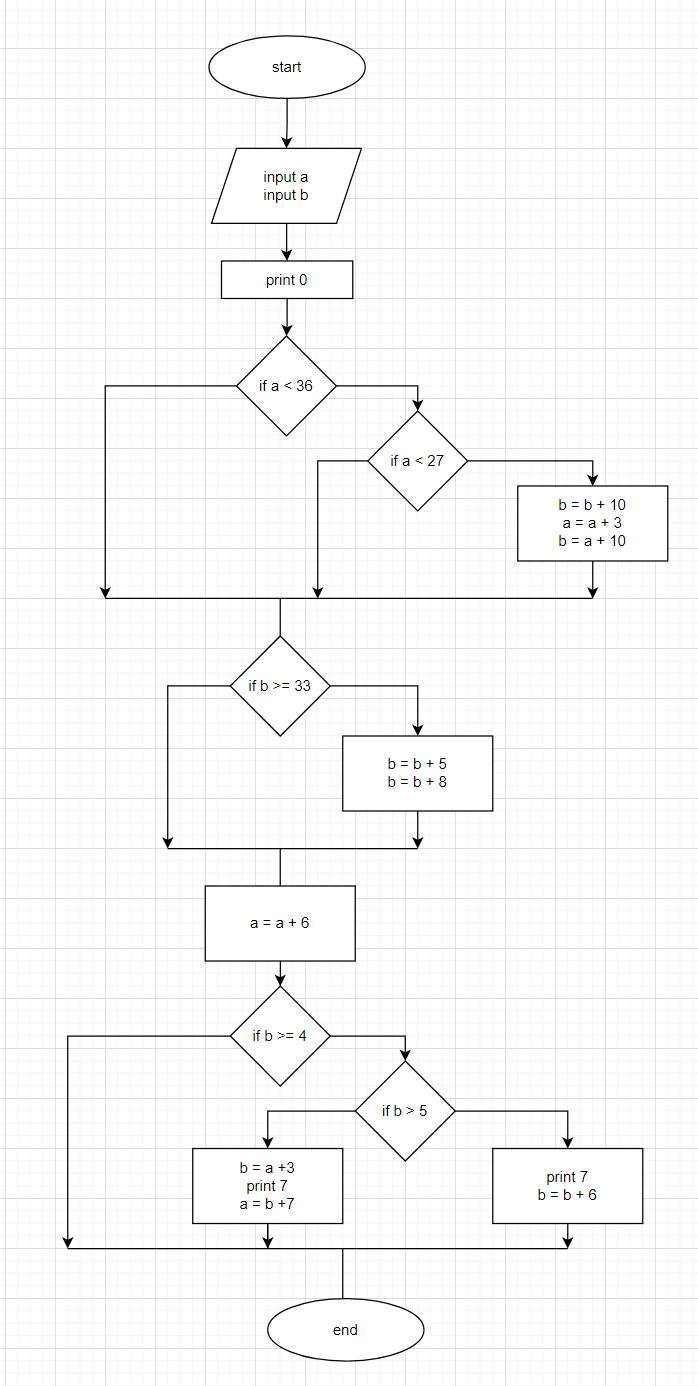 start
input a
input b
print 0
if a < 36
if a < 27
b = b + 10
a = a + 3
b = a + 10
if b >= 33
b = b + 5
b = b + 8
a = a + 6
if b >= 4
if b > 5
b = a +3
print 7
a = b +7
print 7
b = b + 6
end